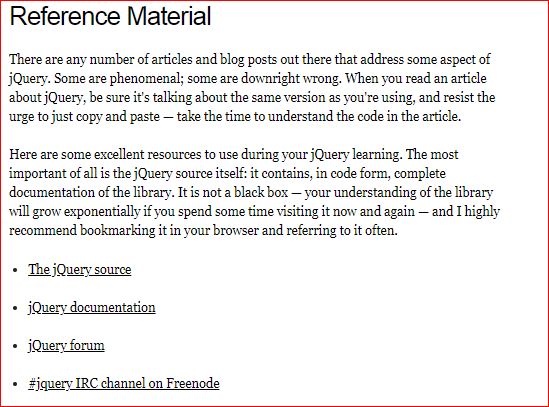 Reference Material
There are any number of articles and blog posts out there that address some aspect of
jQuery. Some are phenomenal; some are downright wrong. When you read an article
about jQuery, be sure it's talking about the same version as you're using, and resist the
urge to just copy and paste — take the time to understand the code in the article.
Here are some excellent resources to use during your jQuery learning. The most
important of all is the jQuery source itself: it contains, in code form, complete
documentation of the library. It is not a black box — your understanding of the library
will grow exponentially if you spend some time visiting it now and again — and I highly
recommend bookmarking it in your browser and referring to it often.
• The jQuery source
• jQuery documentation
• jQuery forum
• #jquery IRC channel on Freenode